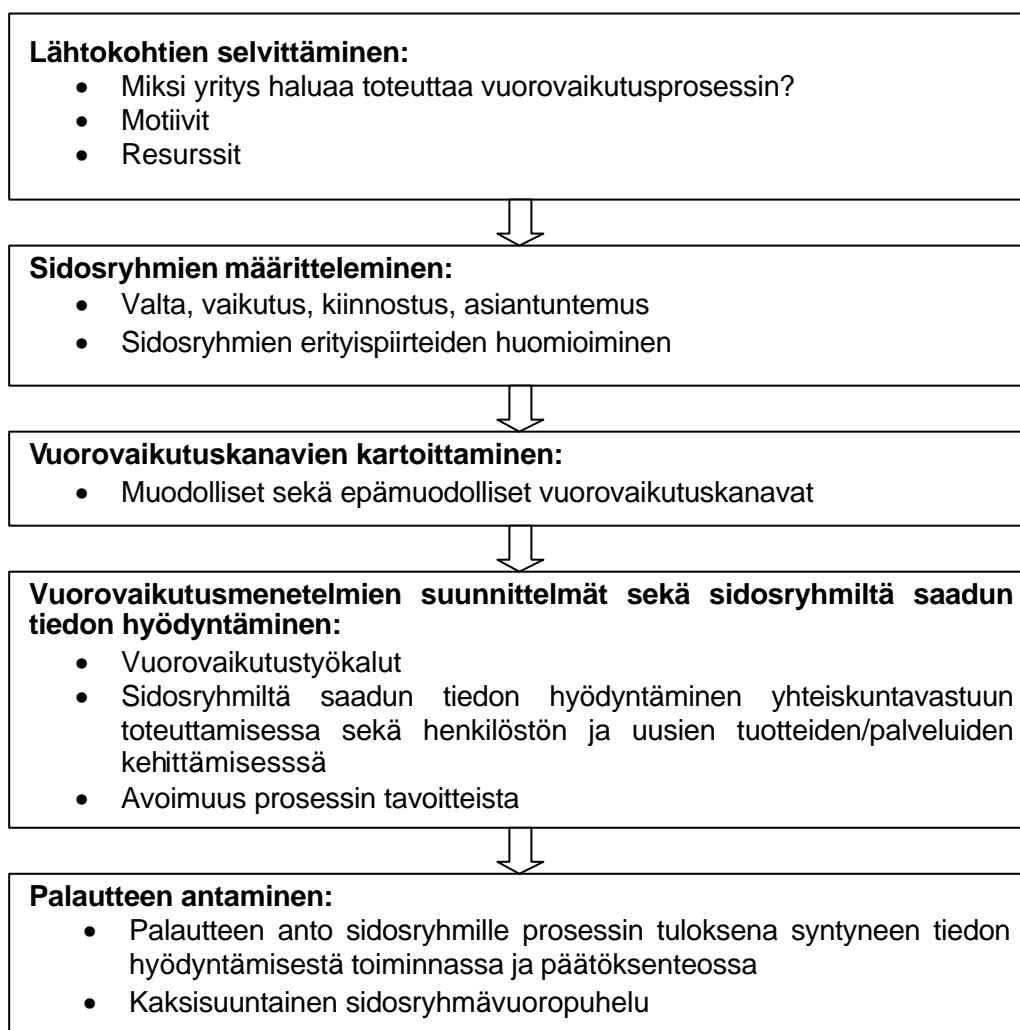 Lähtokohtien selvittäminen:
• Miksi yritys haluaa toteuttaa vuorovaikutusprosessin?
• Motiivit
• Resurssit
Sidosryhmien määritteleminen:
• Valta, vaikutus, kiinnostus, asiantuntemus
• Sidosryhmien erityispiirteiden huomioiminen
Vuorovaikutuskanavien kartoittaminen:
• Muodolliset sekä epämuodolliset vuorovaikutuskanavat
Vuorovaikutusmenetelmien suunnittelmät sekä sidosryhmiltä saadun
tiedon hyödyntäminen:
• Vuorovaikutustyökalut
• Sidosryhmiltä saadun tiedon hyödyntäminen yhteiskuntavastuun
toteuttamisessa sekä henkilöstön ja uusien tuotteiden/palveluiden
kehittämisesssä
• Avoimuus prosessin tavoitteista
Palautteen antaminen:
• Palautteen anto sidosryhmille prosessin tuloksena syntyneen tiedon
hyödyntämisestä toiminnassa ja päätöksenteossa
• Kaksisuuntainen sidosryhmävuoropuhelu